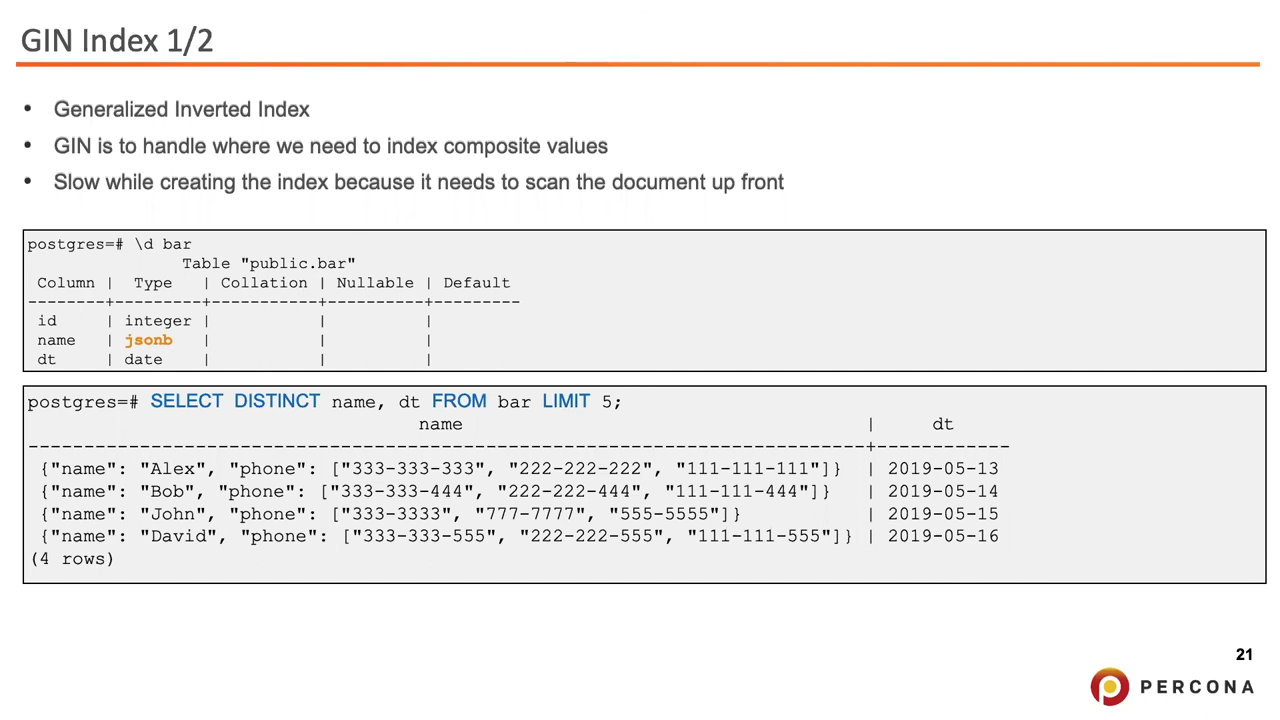 GIN Index 1/2
• Generalized Inverted Index
• GIN is to handle where we need to index composite values
• Slow while creating the index because it needs to scan the document up front
postgres=# \d bar
                Table "public.bar"
 Column |  Type   | Collation | Nullable | Default
--------+---------+-----------+----------+---------
 id     | integer |           |          |
 name   | jsonb   |           |          |
 dt     | date    |           |          |
postgres=# SELECT DISTINCT name, dt FROM bar LIMIT 5;
                                   name                                    |     dt
---------------------------------------------------------------------------+------------
 {"name": "Alex", "phone": ["333-333-333", "222-222-222", "111-111-111"]}  | 2019-05-13
 {"name": "Bob", "phone": ["333-333-444", "222-222-444", "111-111-444"]}   | 2019-05-14
 {"name": "John", "phone": ["333-3333", "777-7777", "555-5555"]}           | 2019-05-15
 {"name": "David", "phone": ["333-333-555", "222-222-555", "111-111-555"]} | 2019-05-16
(4 rows)
21
PERCONA